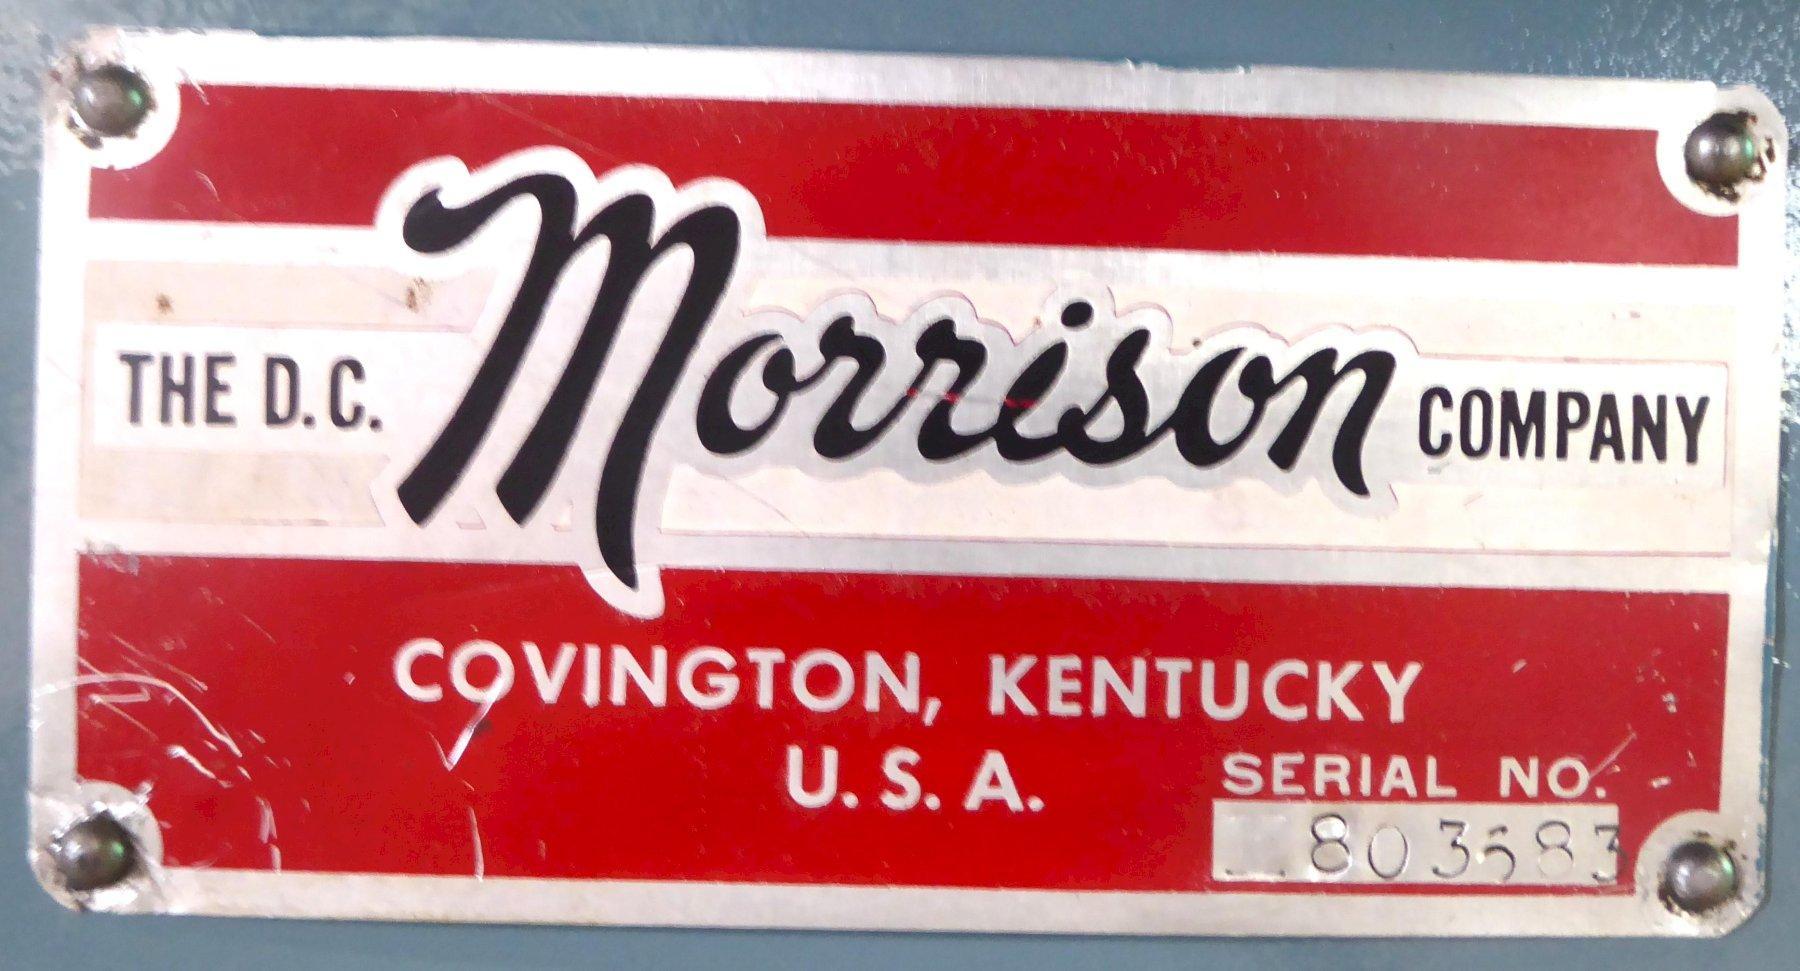 THE D.C. Morrison COMPANY
COVINGTON, KENTUCKY
U.S.A.
SERIAL NO.
803583